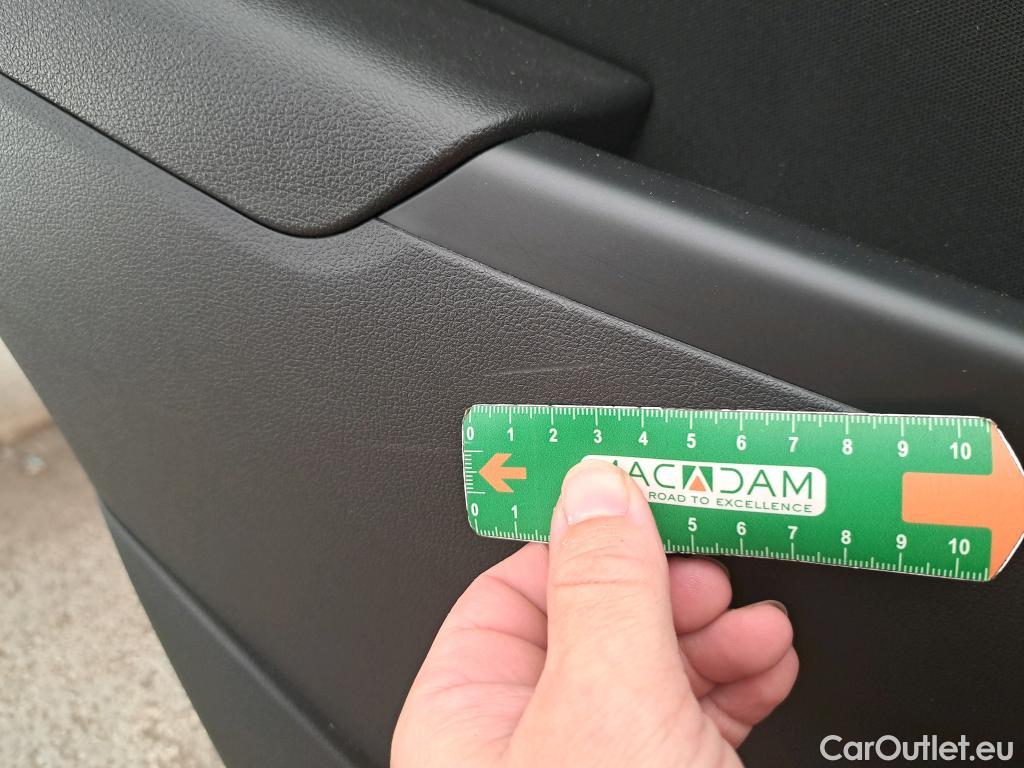 0 1 2 3 4 5 6 7 8 9 10
MACADAM
ROAD TO EXCELLENCE
0 1 5 6 7 8 9 10
CarOutlet.eu